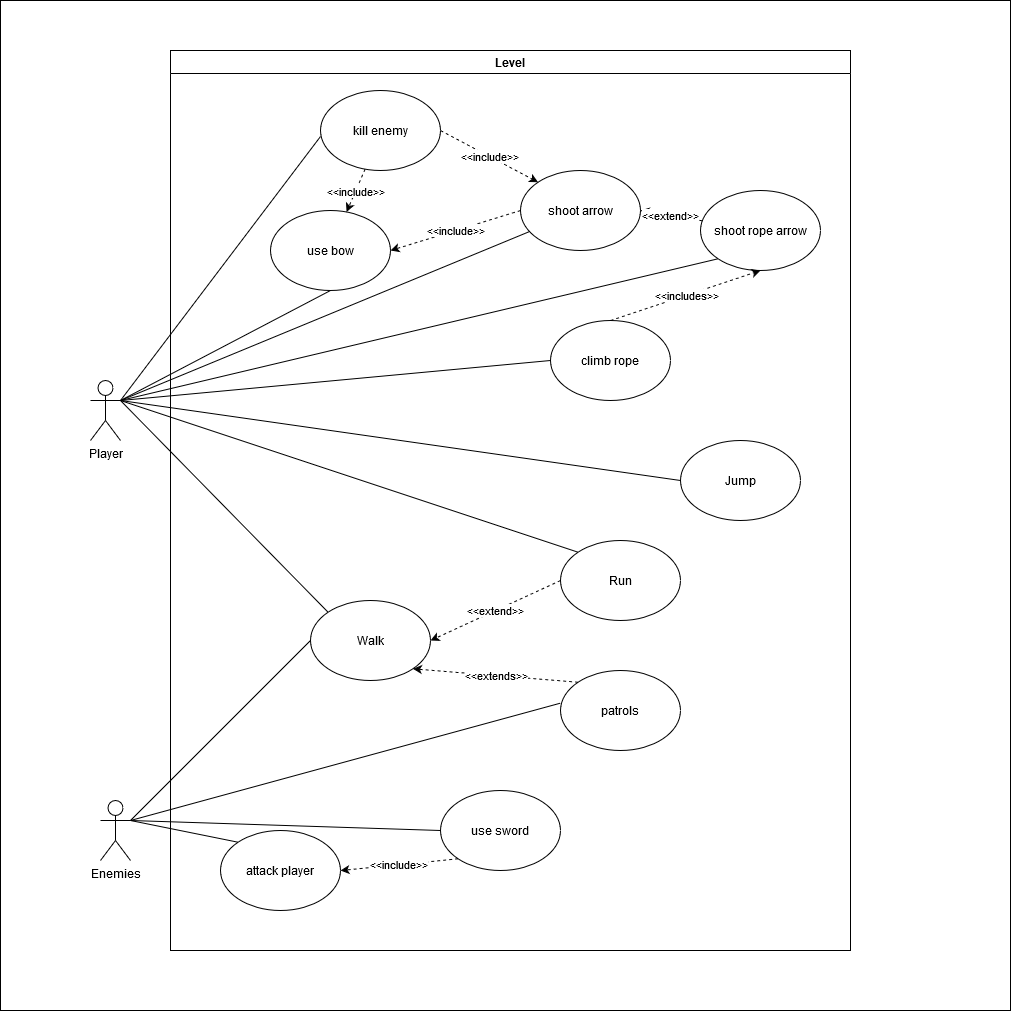 Level
kill enemy
<<include>>
<<include>>
shoot arrow
<<extend>>
shoot rope arrow
<<include>>
use bow
<<includes>>
climb rope
Player
Jump
Run
<<extend>>
Walk
<<extends>>
patrols
use sword
<<include>>
attack player
Enemies